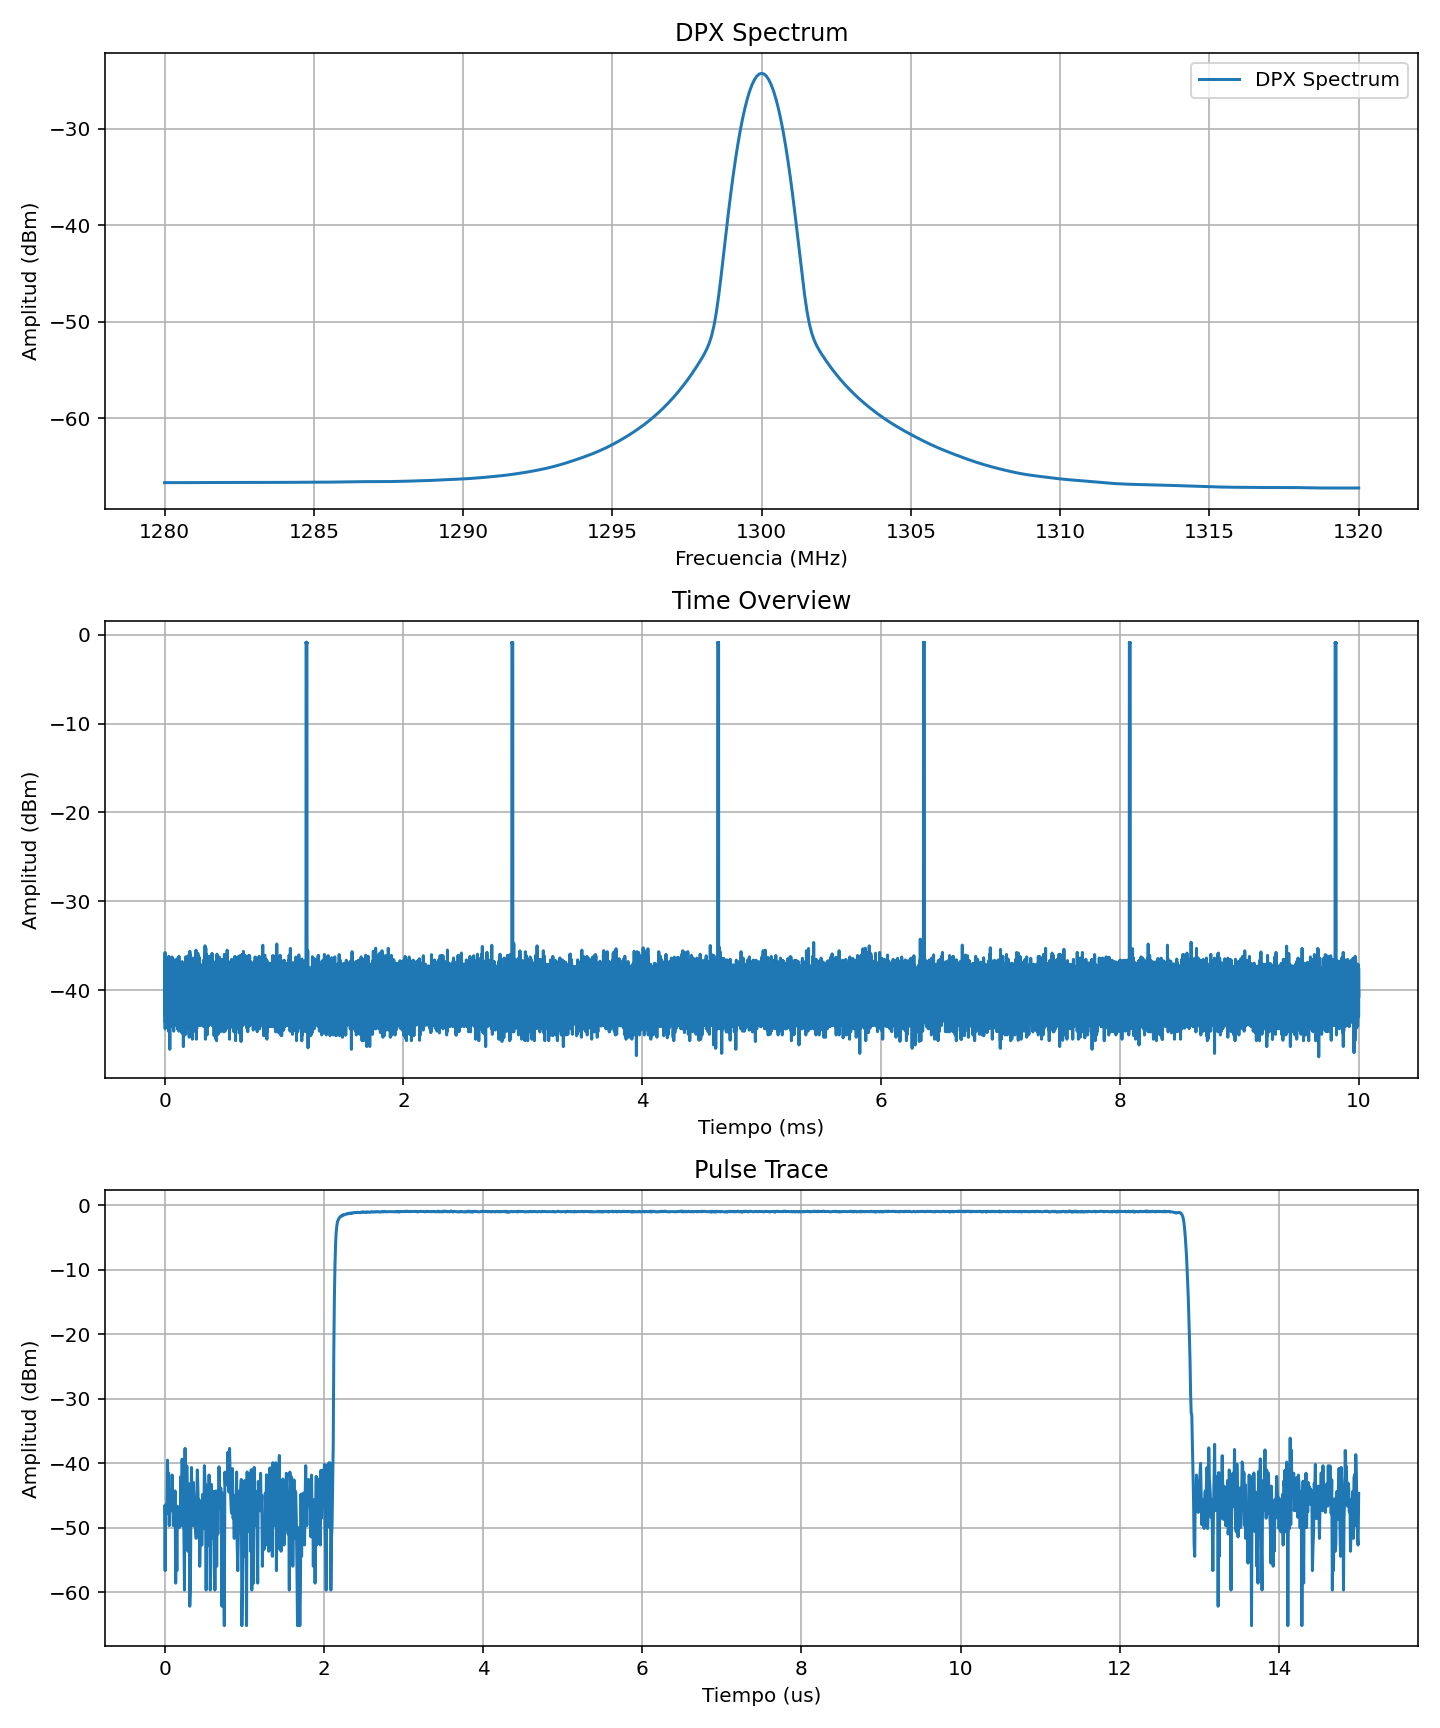 DPX Spectrum
DPX Spectrum
Amplitud (dBm)
−30
−40
−50
−60
1280 1285 1290 1295 1300 1305 1310 1315 1320
Frecuencia (MHz)
Time Overview
Amplitud (dBm)
0
−10
−20
−30
−40
0 2 4 6 8 10
Tiempo (ms)
Pulse Trace
Amplitud (dBm)
0
−10
−20
−30
−40
−50
−60
0 2 4 6 8 10 12 14
Tiempo (us)